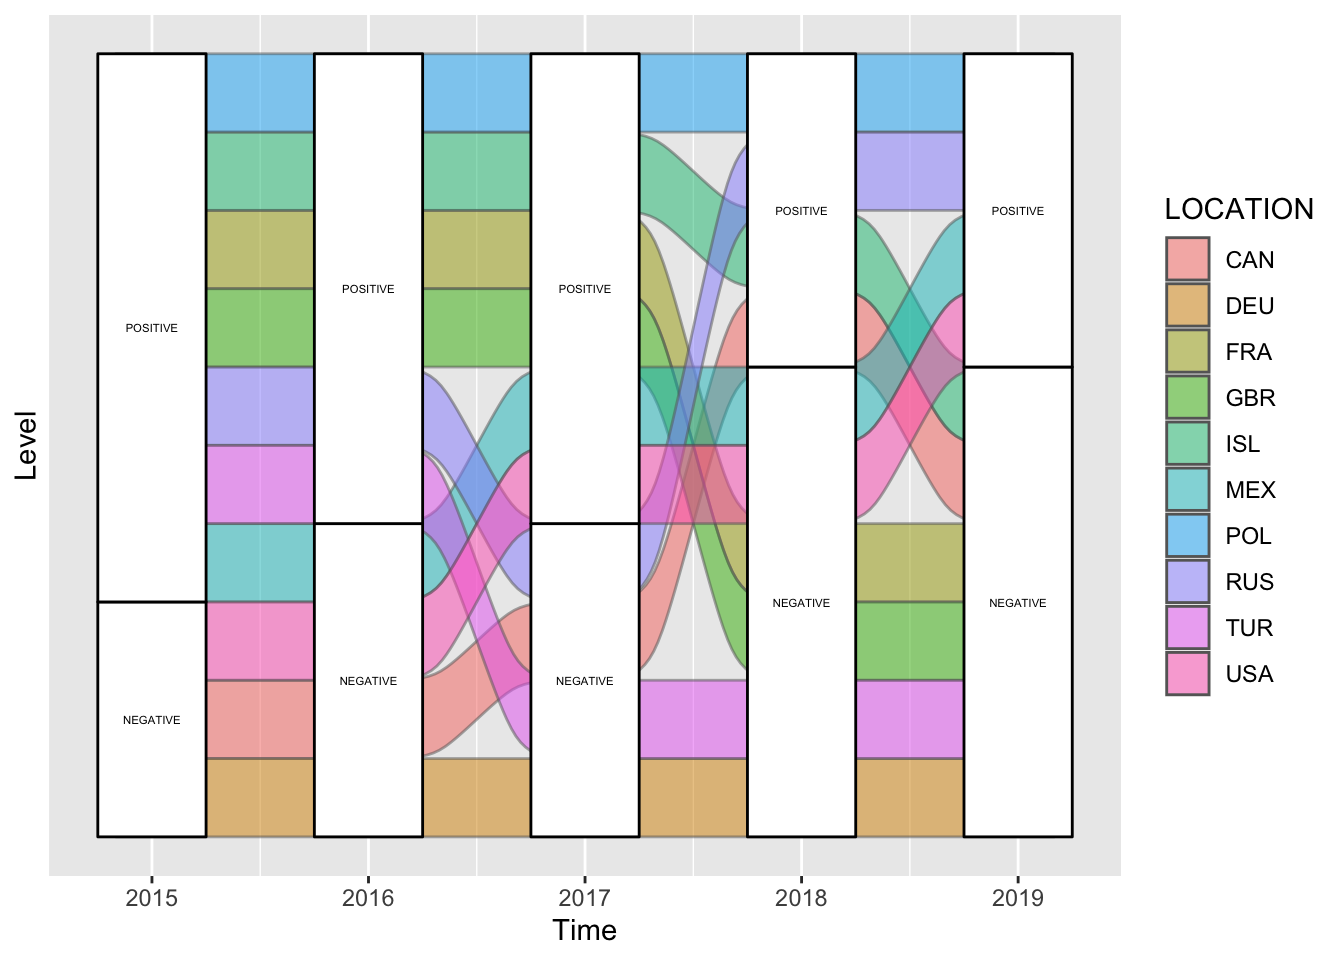 POSITIVE
NEGATIVE
POSITIVE
NEGATIVE
POSITIVE
NEGATIVE
POSITIVE
NEGATIVE
POSITIVE
NEGATIVE
Level
2015 2016 2017 2018 2019
Time
LOCATION
CAN
DEU
FRA
GBR
ISL
MEX
POL
RUS
TUR
USA